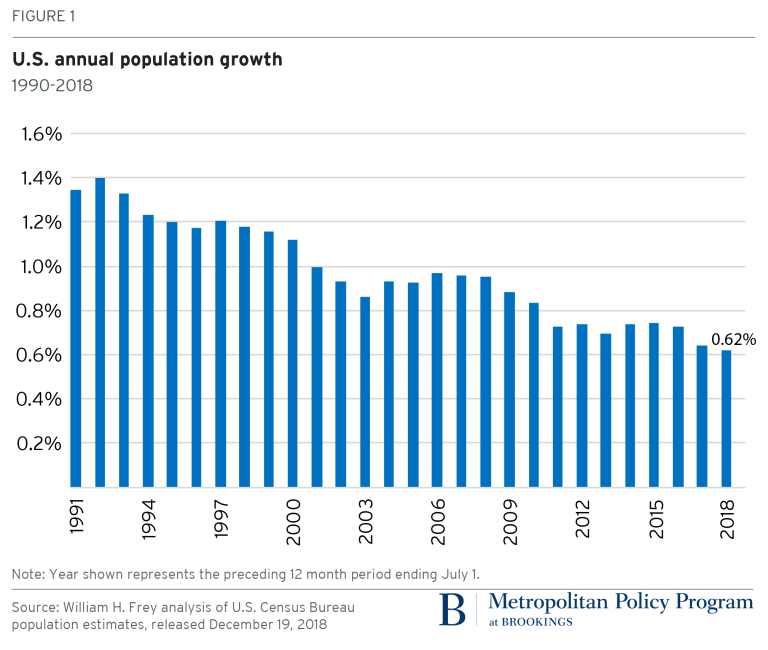 FIGURE 1
U.S. annual population growth
1990-2018
1.6%
1.4%
1.2%
1.0%
0.8%
0.6%
0.4%
0.2%
0.62%
1991
1994
1997
2000
2003
2006
2009
2012
2015
2018
Note: Year shown represents the preceding 12 month period ending July 1.
Source: William H. Frey analysis of U.S. Census Bureau
population estimates, released December 19, 2018
B
Metropolitan Policy Program
at BROOKINGS